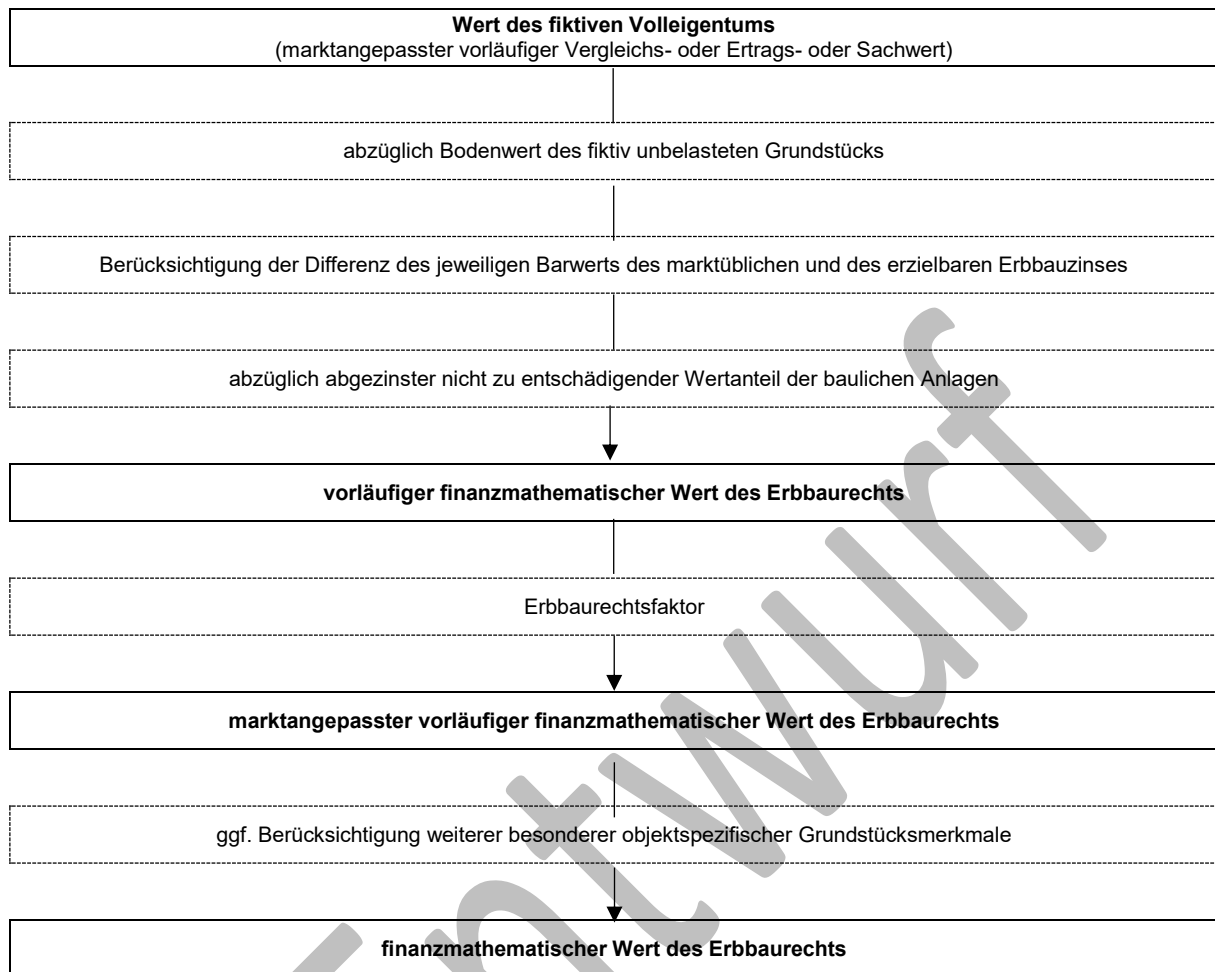 Wert des fiktiven Volleigentums
(marktangepasster vorläufiger Vergleichs- oder Ertrags- oder Sachwert)
abzüglich Bodenwert des fiktiv unbelasteten Grundstücks
Berücksichtigung der Differenz des jeweiligen Barwerts des marktüblichen und des erzielbaren Erbbauzinses
abzüglich abgezinster nicht zu entschädigender Wertanteil der baulichen Anlagen
vorläufiger finanzmathematischer Wert des Erbbaurechts
Erbbaurechtsfaktor
marktangepasster vorläufiger finanzmathematischer Wert des Erbbaurechts
ggf. Berücksichtigung weiterer besonderer objektspezifischer Grundstücksmerkmale
finanzmathematischer Wert des Erbbaurechts
Entwurf